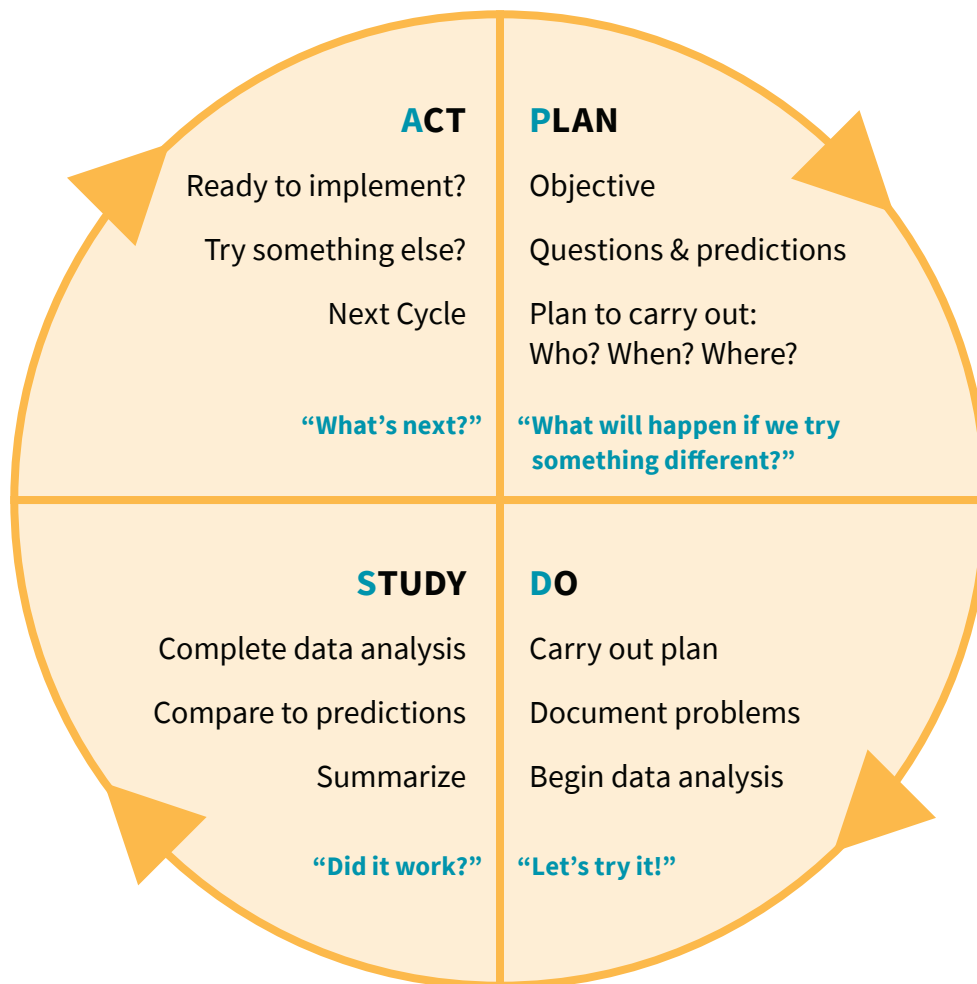 ACT
Ready to implement?
Try something else?
Next Cycle
“What’s next?”
PLAN
Objective
Questions & predictions
Plan to carry out:
Who? When? Where?
“What will happen if we try
something different?”
STUDY
Complete data analysis
Compare to predictions
Summarize
“Did it work?”
DO
Carry out plan
Document problems
Begin data analysis
“Let’s try it!”